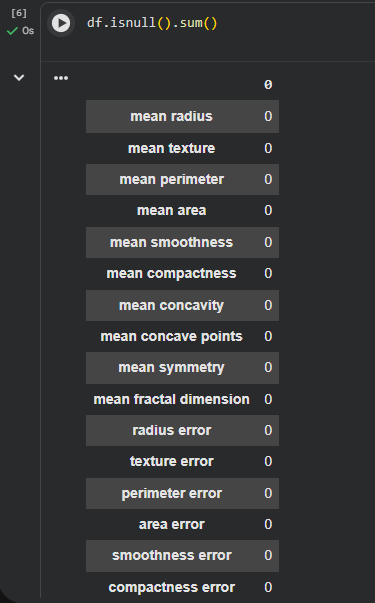 [6]
0s
df.isnull().sum()
0
mean radius 0
mean texture 0
mean perimeter 0
mean area 0
mean smoothness 0
mean compactness 0
mean concavity 0
mean concave points 0
mean symmetry 0
mean fractal dimension 0
radius error 0
texture error 0
perimeter error 0
area error 0
smoothness error 0
compactness error 0